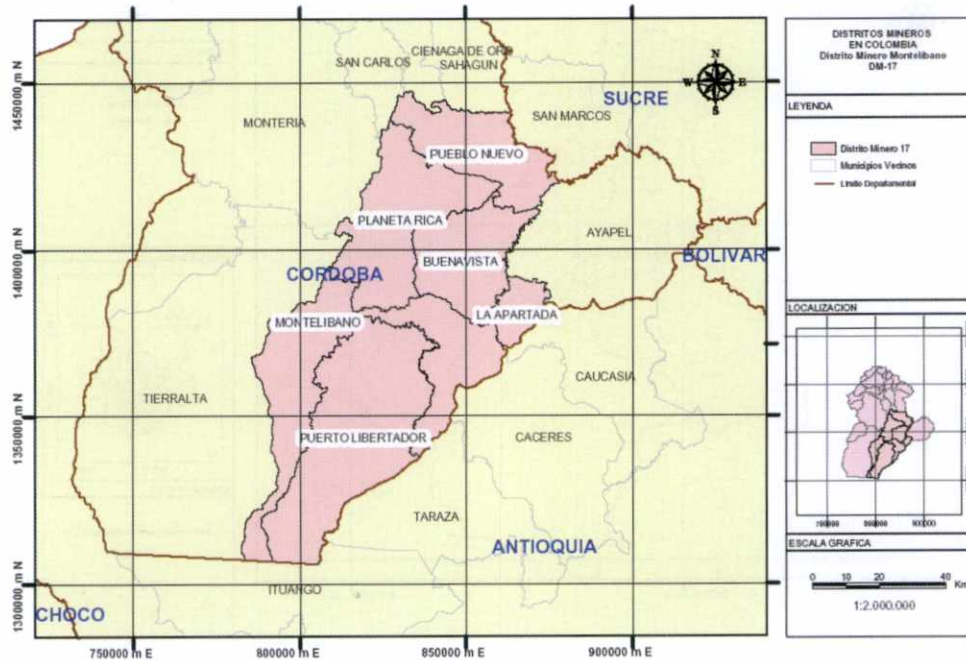 CIENAGA DE ORO
SAN CARLOS
SAHAGUN
SUCRE
SAN MARCOS
MONTERIA
PUEBLO NUEVO
PLANETA RICA
AYAPEL
BUENAVISTA
BOLIVAR
CORDOBA
LA APARTADA
MONTELIBANO
CAUCASIA
TIERRALTA
CACERES
PUERTO LIBERTADOR
TARAZA
ANTIOQUIA
ITUANGO
CHOCO
N
W E
S
1450000 m N
1400000 m N
1350000 m N
1300000 m N
750000 m E
800000 m E
850000 m E
900000 m E
DISTRITOS MINEROS
EN COLOMBIA
Distrito Minero Montelibano
DM-17
LEYENDA
Distrito Minero 17
Municipios Vecinos
Limite Departamental
LOCALIZACION
ESCALA GRAFICA
0 10 20 40
Km
1:2.000.000